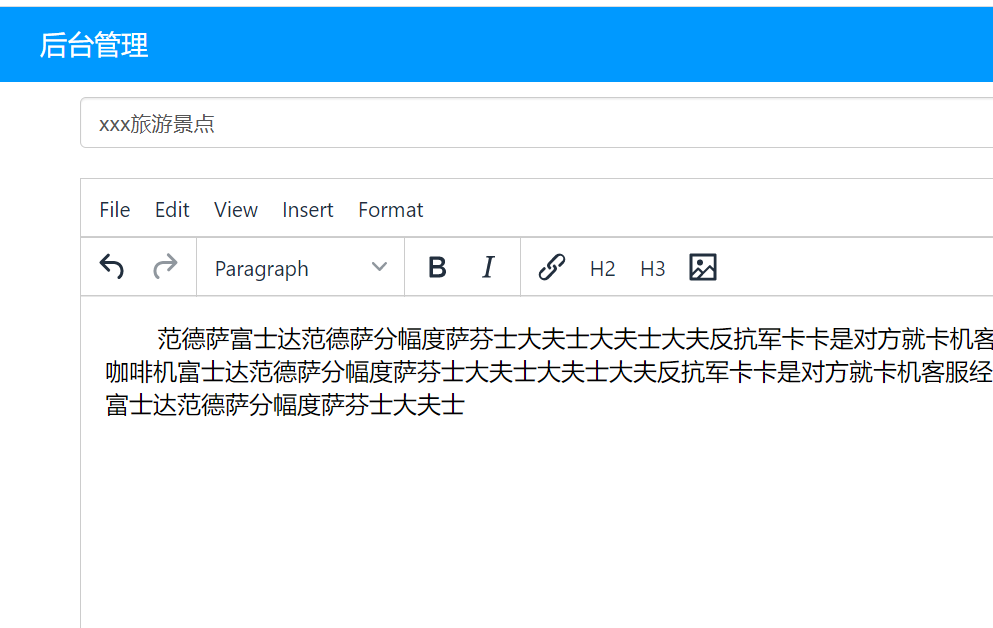 后台管理
xxx旅游景点
File Edit View Insert Format
Paragraph B I H2 H3
范德萨富士达范德萨分幅度萨芬士大夫士大夫士大夫反抗军卡卡是对方就卡机客
咖啡机富士达范德萨分幅度萨芬士大夫士大夫士大夫反抗军卡卡是对方就卡机客服经
富士达范德萨分幅度萨芬士大夫士